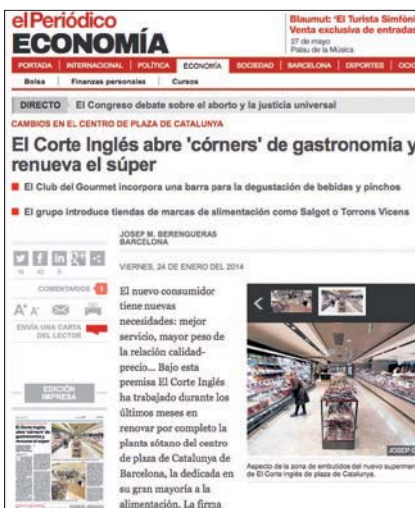 elPeriódico
ECONOMÍA
Blaumut: 'El Turista
Venta exclusiva de entradas
27 de mayo
Palau de la Música
PORTADA INTERNACIONAL POLÍTICA ECONOMÍA SOCIEDAD BARCELONA DEPORTES
Bolsa Finanzas personales Cursos
DIRECTO El Congreso debate sobre el aborto y la justicia universal
CAMBIOS EN EL CENTRO DE PLAZA DE CATALUNYA
El Corte Inglés abre 'córners' de gastronomía y
renueva el súper
El Club del Gourmet incorpora una barra para la degustación de bebidas y pinchos
El grupo introduce tiendas de marcas de alimentación como Salgot o Torrons Vicens
JOSEP M. BERENGUERAS
BARCELONA
VIERNES, 24 DE ENERO DEL 2014
COMENTARIOS 1
A+ A-
ENVÍA UNA CARTA
DEL LECTOR
EDICIÓN
IMPRESA
El nuevo consumidor
tiene nuevas
necesidades: mejor
servicio, mayor peso de
la relación calidad-
precio... Bajo esta
premisa El Corte Inglés
ha trabajado durante los
últimos meses en
renovar por completo la
planta sótano del centro
de plaza de Catalunya de
Barcelona, la dedicada en
su gran mayoría a la
alimentación. La firma
JOSEP
Aspecto de la zona de embutidos del nuevo
de El Corte Inglés de plaza de Catalunya.